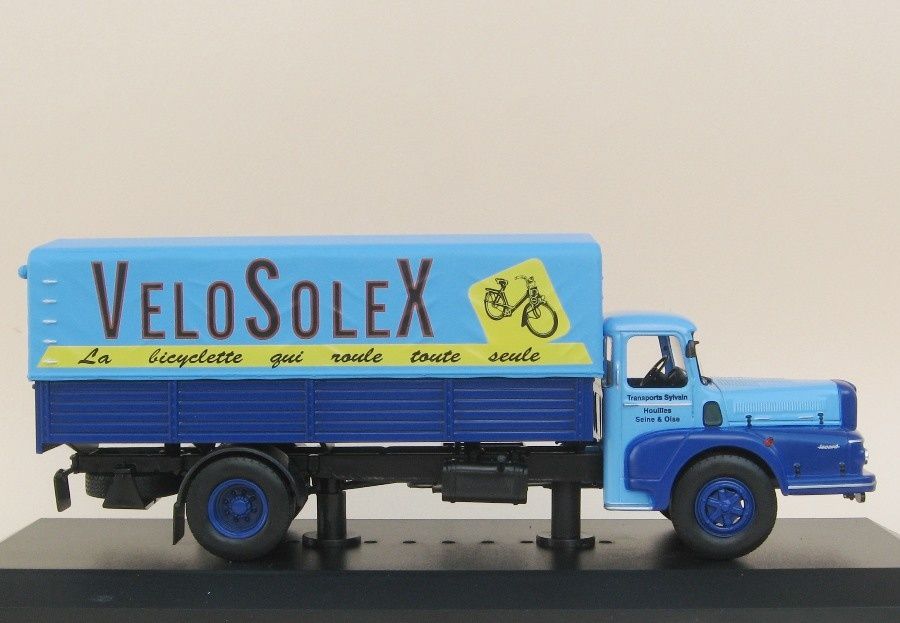 VELOSOLEX
La bicyclette qui roule toute seule
Transports Sylvain
Houilles
Seine & Oise